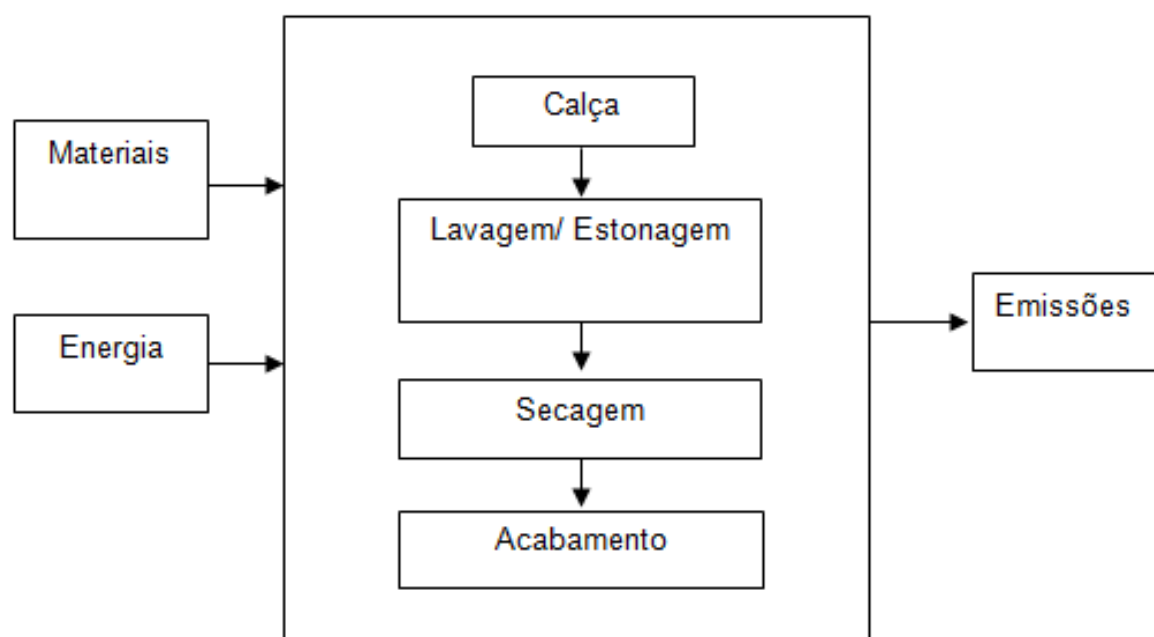 Materiais
Energia
Calça
Lavagem/ Estonagem
Secagem
Acabamento
Emissões